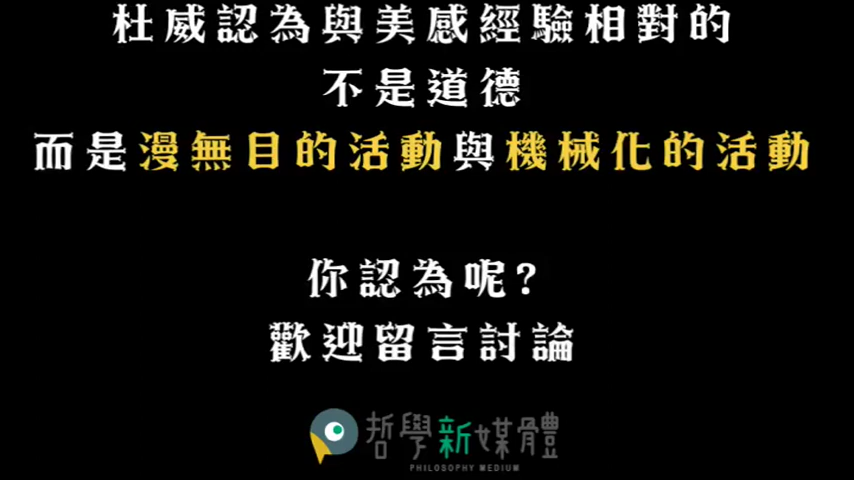 杜威認為與美感經驗相對的
不是道德
而是漫無目的活動與機械化的活動
你認為呢?
歡迎留言討論
哲學新媒體
PHILOSOPHY MEDIUM